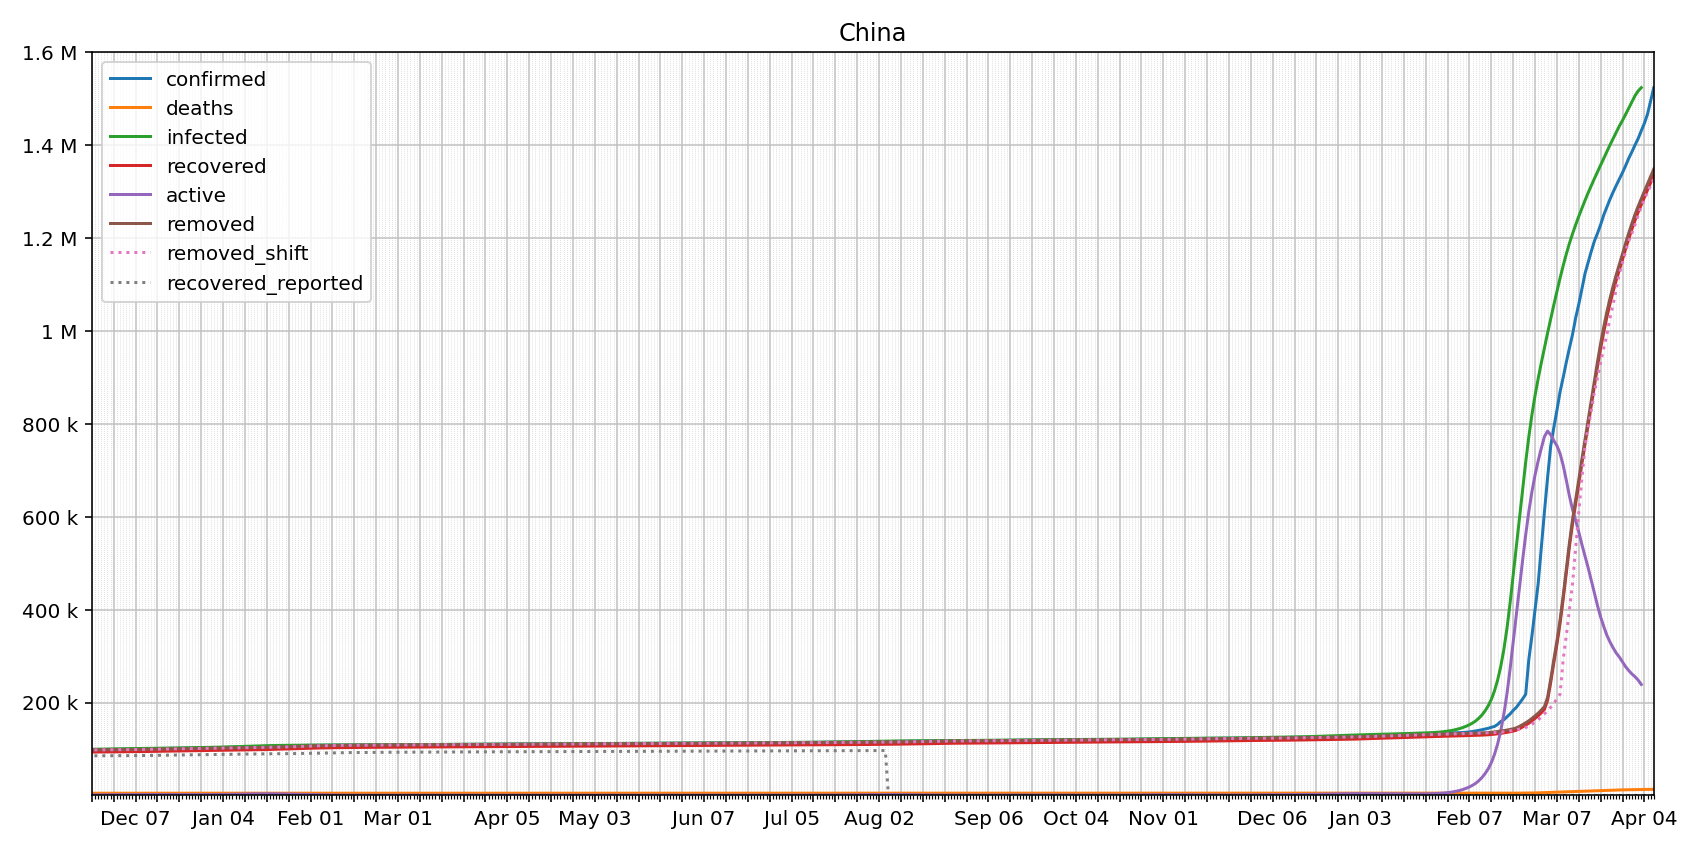 China
1.6 M
1.4 M
1.2 M
1 M
800 k
600 k
400 k
200 k
confirmed
deaths
infected
recovered
active
removed
removed_shift
recovered_reported
Dec 07 Jan 04 Feb 01 Mar 01 Apr 05 May 03 Jun 07 Jul 05 Aug 02 Sep 06 Oct 04 Nov 01 Dec 06 Jan 03 Feb 07 Mar 07 Apr 04